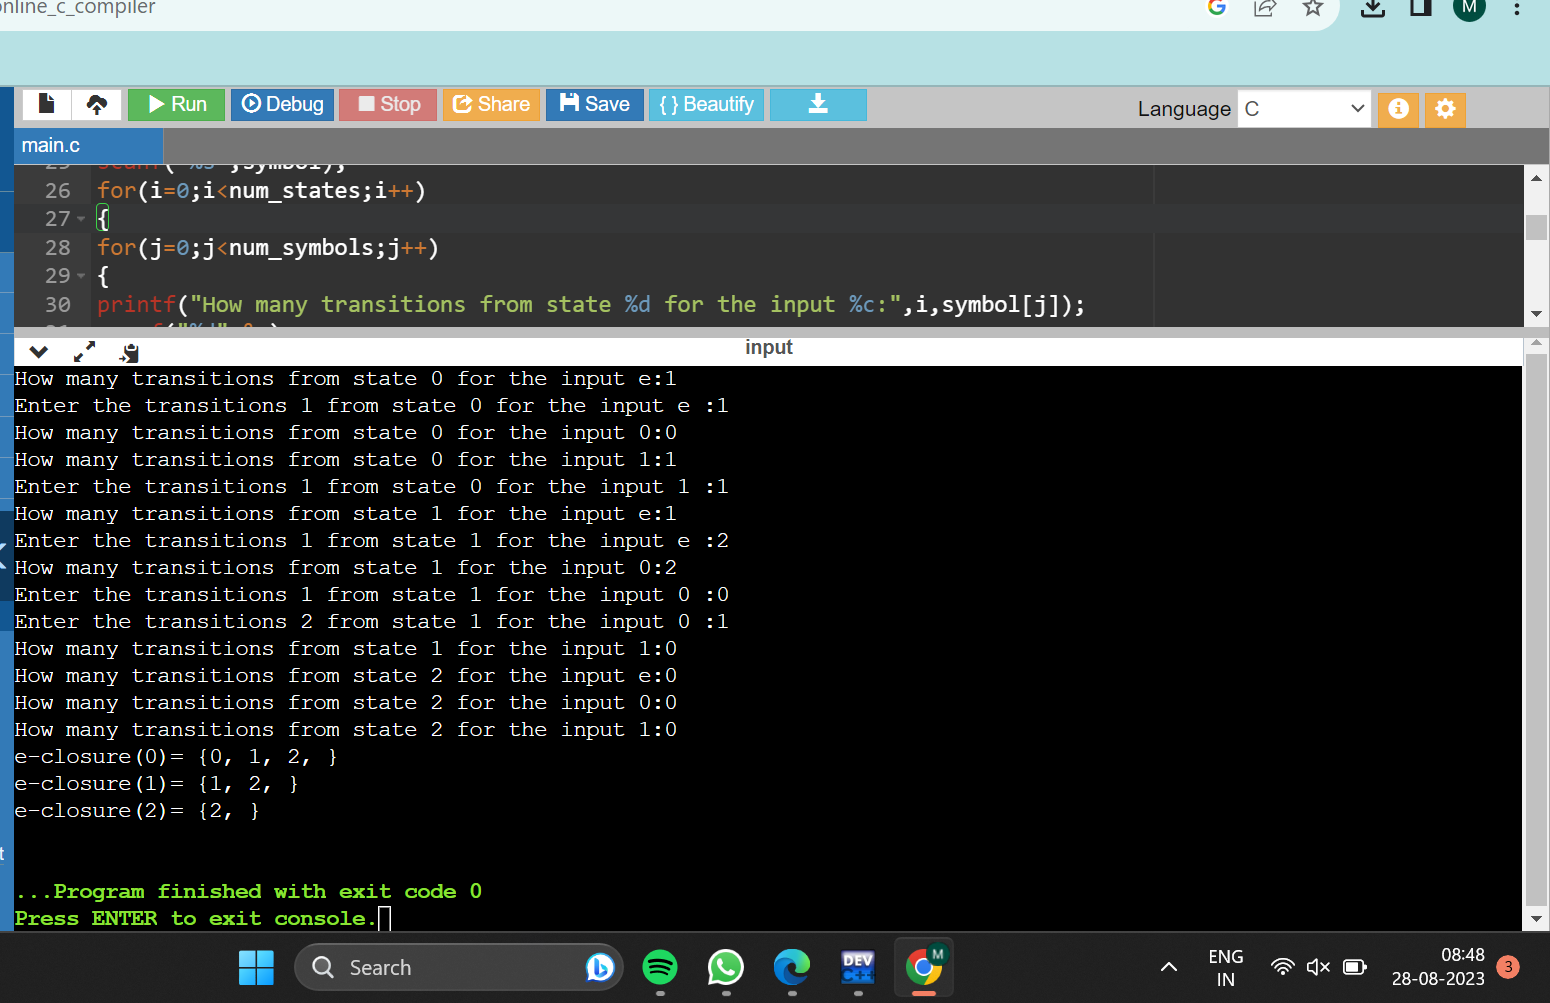 online_c_compiler
M
Run Debug Stop Share Save { } Beautify
Language C
main.c
26 for(i=0;i<num_states;i++)
27 {
28 for(j=0;j<num_symbols;j++)
29 {
30 printf("How many transitions from state %d for the input %c:",i,symbol[j]);
input
How many transitions from state 0 for the input e:1
Enter the transitions 1 from state 0 for the input e :1
How many transitions from state 0 for the input 0:0
How many transitions from state 0 for the input 1:1
Enter the transitions 1 from state 0 for the input 1 :1
How many transitions from state 1 for the input e:1
Enter the transitions 1 from state 1 for the input e :2
How many transitions from state 1 for the input 0:2
Enter the transitions 1 from state 1 for the input 0 :0
Enter the transitions 2 from state 1 for the input 0 :1
How many transitions from state 1 for the input 1:0
How many transitions from state 2 for the input e:0
How many transitions from state 2 for the input 0:0
How many transitions from state 2 for the input 1:0
e-closure(0)= {0, 1, 2, }
e-closure(1)= {1, 2, }
e-closure(2)= {2, }
...Program finished with exit code 0
Press ENTER to exit console.
Search
DEV C++
M
ENG
IN
08:48
28-08-2023
3